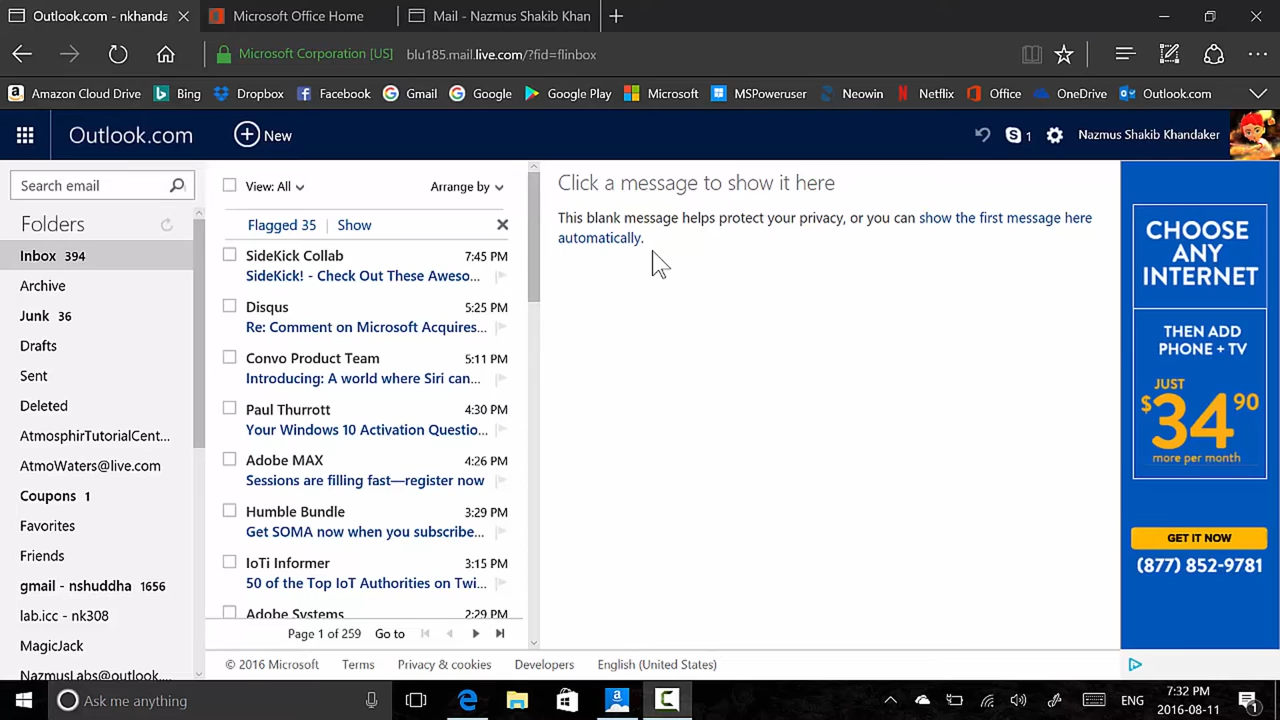 Outlook.com - nkhanda
Microsoft Office Home
Mail - Nazmus Shakib Khan
Microsoft Corporation [US]
blu185.mail.live.com/?fid=flinbox
Amazon Cloud Drive
Bing
Dropbox
Facebook
Gmail
Google
Google Play
Microsoft
MSPoweruser
Neowin
Netflix
Office
OneDrive
Outlook.com
Outlook.com
New
1
Nazmus Shakib Khandaker
Search email
Folders
Inbox 394
Archive
Junk 36
Drafts
Sent
Deleted
AtmosphirTutorialCent...
AtmoWaters@live.com
Coupons 1
Favorites
Friends
gmail - nshuddha 1656
lab.icc - nk308
MagicJack
NazmusLabs@outlook....
View: All
Arrange by
Flagged 35 Show
SideKick Collab 7:45 PM
SideKick! - Check Out These Aweso...
Disqus 5:25 PM
Re: Comment on Microsoft Acquires...
Convo Product Team 5:11 PM
Introducing: A world where Siri can...
Paul Thurrott 4:30 PM
Your Windows 10 Activation Questio...
Adobe MAX 4:26 PM
Sessions are filling fast—register now
Humble Bundle 3:29 PM
Get SOMA now when you subscribe...
IoTi Informer 3:15 PM
50 of the Top IoT Authorities on Twi...
Adobe Systems 2:29 PM
Page 1 of 259 Go to
Click a message to show it here
This blank message helps protect your privacy, or you can show the first message here
automatically.
CHOOSE
ANY
INTERNET
THEN ADD
PHONE + TV
JUST
$34.90
more per month
GET IT NOW
(877) 852-9781
© 2016 Microsoft
Terms
Privacy & cookies
Developers
English (United States)
Ask me anything
ENG
7:32 PM
2016-08-11
1